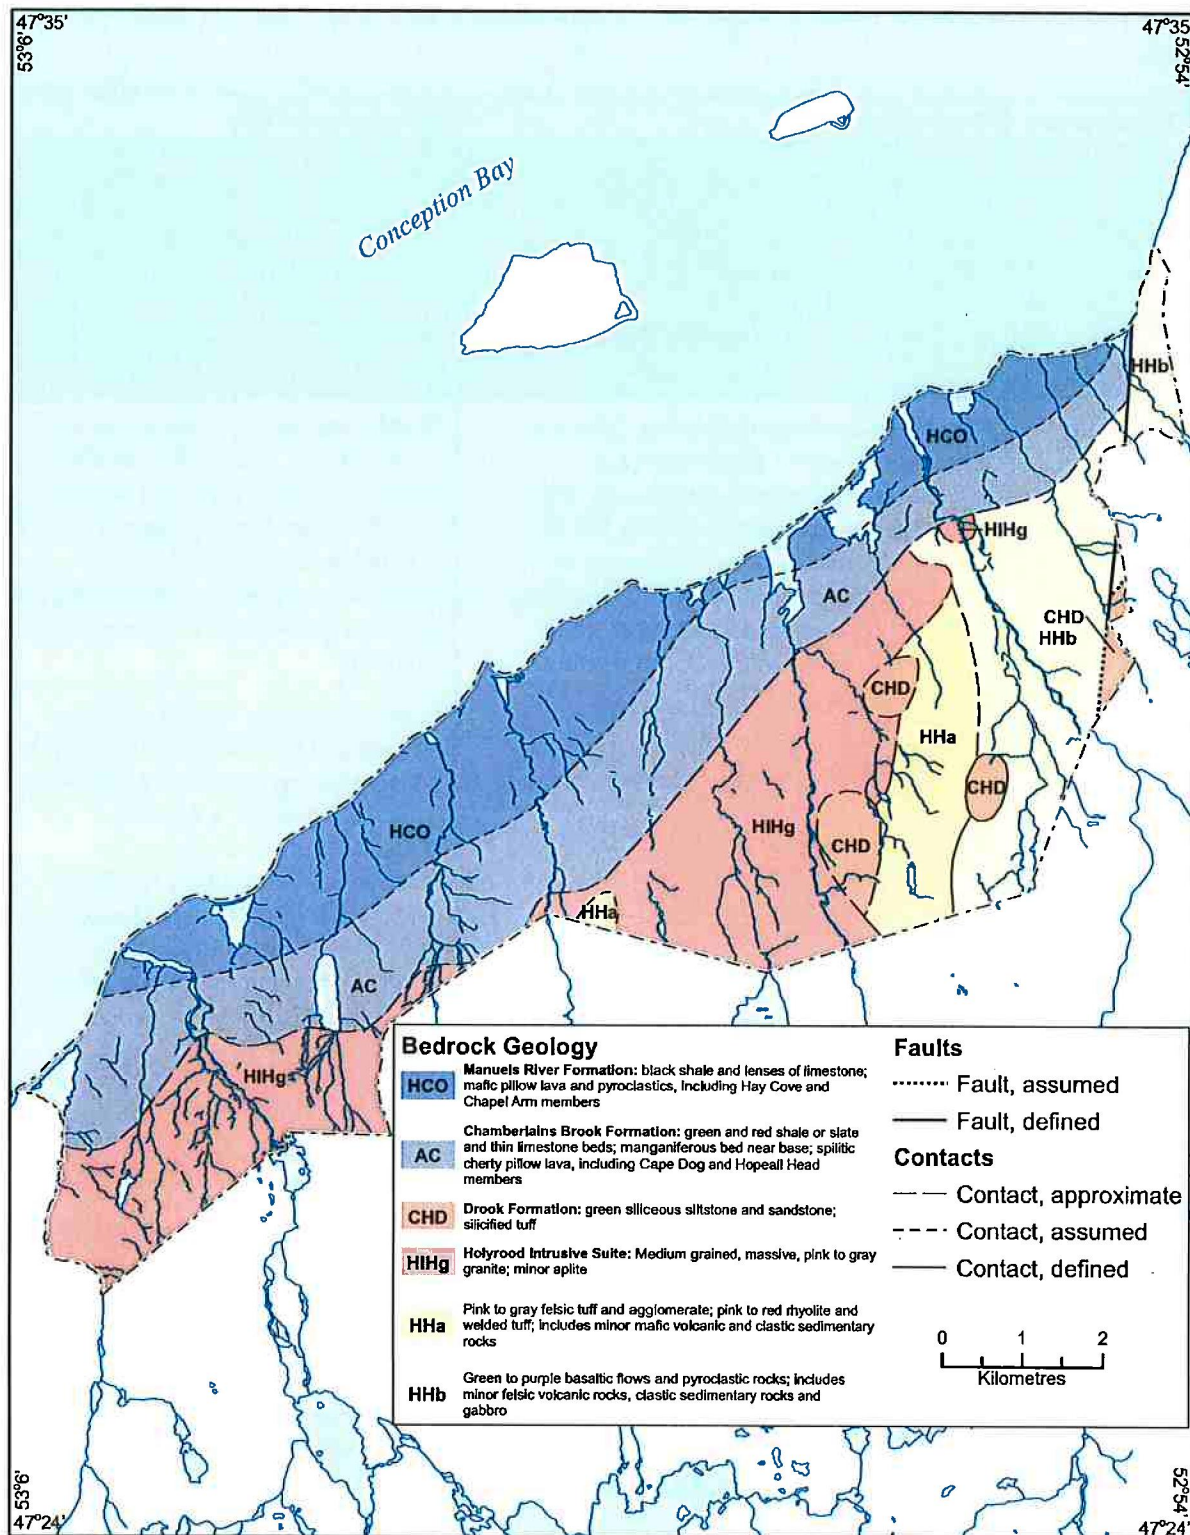 47°35'
53°6'
47°35'
52°54'
Conception Bay
HHb
HCO
HIHg
AC
CHD
HHb
CHD
HHa
CHD
HIHg
HCO
CHD
HHa
AC
HIHg
Bedrock Geology
HCO
Manuels River Formation: black shale and lenses of limestone;
mafic pillow lava and pyroclastics, including Hay Cove and
Chapel Arm members
AC
Chamberlains Brook Formation: green and red shale or slate
and thin limestone beds; manganiferous bed near base; spilitic
cherty pillow lava, including Cape Dog and Hopeall Head
members
CHD
Drook Formation: green siliceous siltstone and sandstone;
silicified tuff
HIHg
Holyrood Intrusive Suite: Medium grained, massive, pink to gray
granite; minor aplite
HHa
Pink to gray felsic tuff and agglomerate; pink to red rhyolite and
welded tuff; includes minor mafic volcanic and clastic sedimentary
rocks
HHb
Green to purple basaltic flows and pyroclastic rocks; includes
minor felsic volcanic rocks, clastic sedimentary rocks and
gabbro
Faults
Fault, assumed
Fault, defined
Contacts
Contact, approximate
Contact, assumed
Contact, defined
0 1 2
Kilometres
53°6'
47°24'
52°54'
47°24'